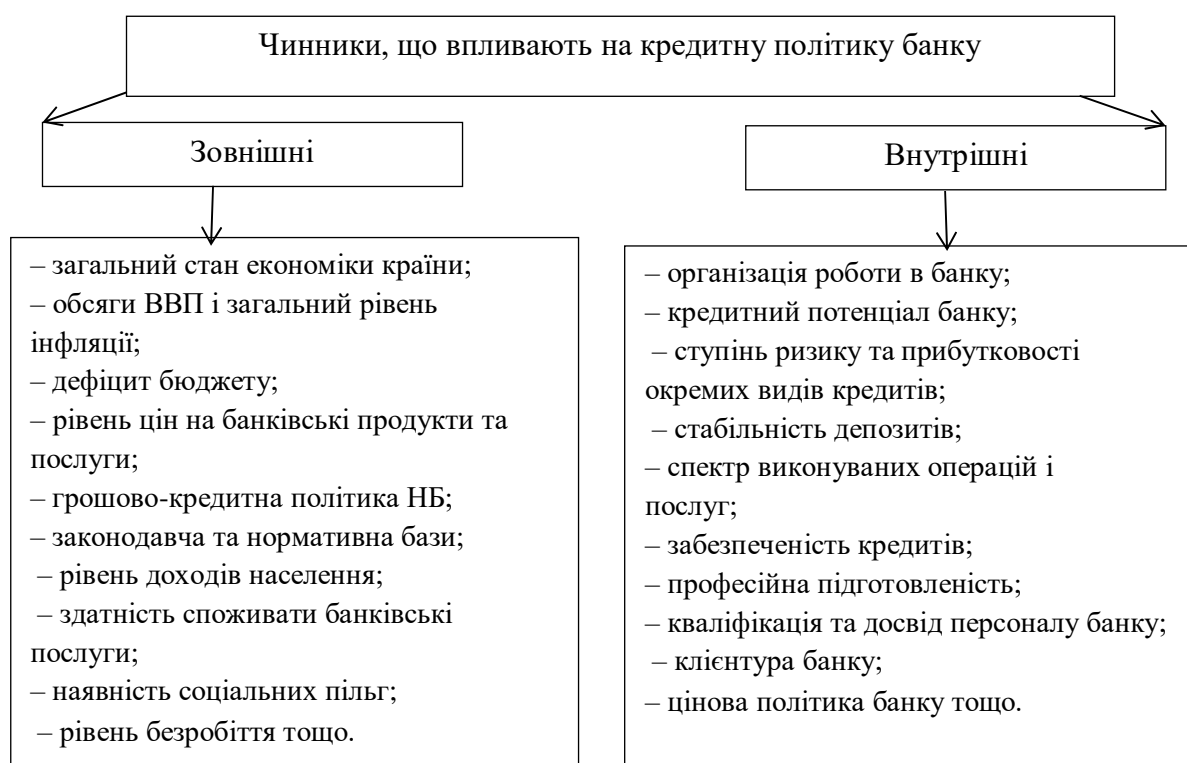 Чинники, що впливають на кредитну політику банку
Зовнішні
– загальний стан економіки країни;
– обсяги ВВП і загальний рівень
інфляції;
– дефіцит бюджету;
– рівень цін на банківські продукти та
послуги;
– грошово-кредитна політика НБ;
– законодавча та нормативна бази;
– рівень доходів населення;
– здатність споживати банківські
послуги;
– наявність соціальних пільг;
– рівень безробіття тощо.
Внутрішні
– організація роботи в банку;
– кредитний потенціал банку;
– ступінь ризику та прибутковості
окремих видів кредитів;
– стабільність депозитів;
– спектр виконуваних операцій і
послуг;
– забезпеченість кредитів;
– професійна підготовленість;
– кваліфікація та досвід персоналу банку;
– клієнтура банку;
– цінова політика банку тощо.